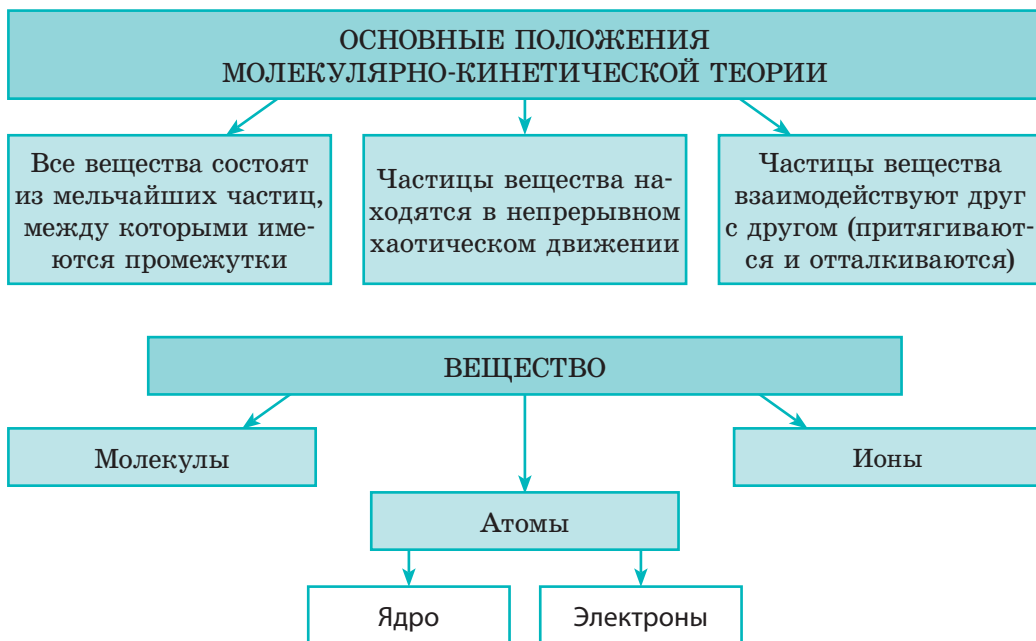 ОСНОВНЫЕ ПОЛОЖЕНИЯ
МОЛЕКУЛЯРНО-КИНЕТИЧЕСКОЙ ТЕОРИИ
Все вещества состоят
из мельчайших частиц,
между которыми име-
ются промежутки
Частицы вещества на-
ходятся в непрерывном
хаотическом движении
Частицы вещества
взаимодействуют друг
с другом (притягивают-
ся и отталкиваются)
ВЕЩЕСТВО
Молекулы
Ионы
Атомы
Ядро
Электроны